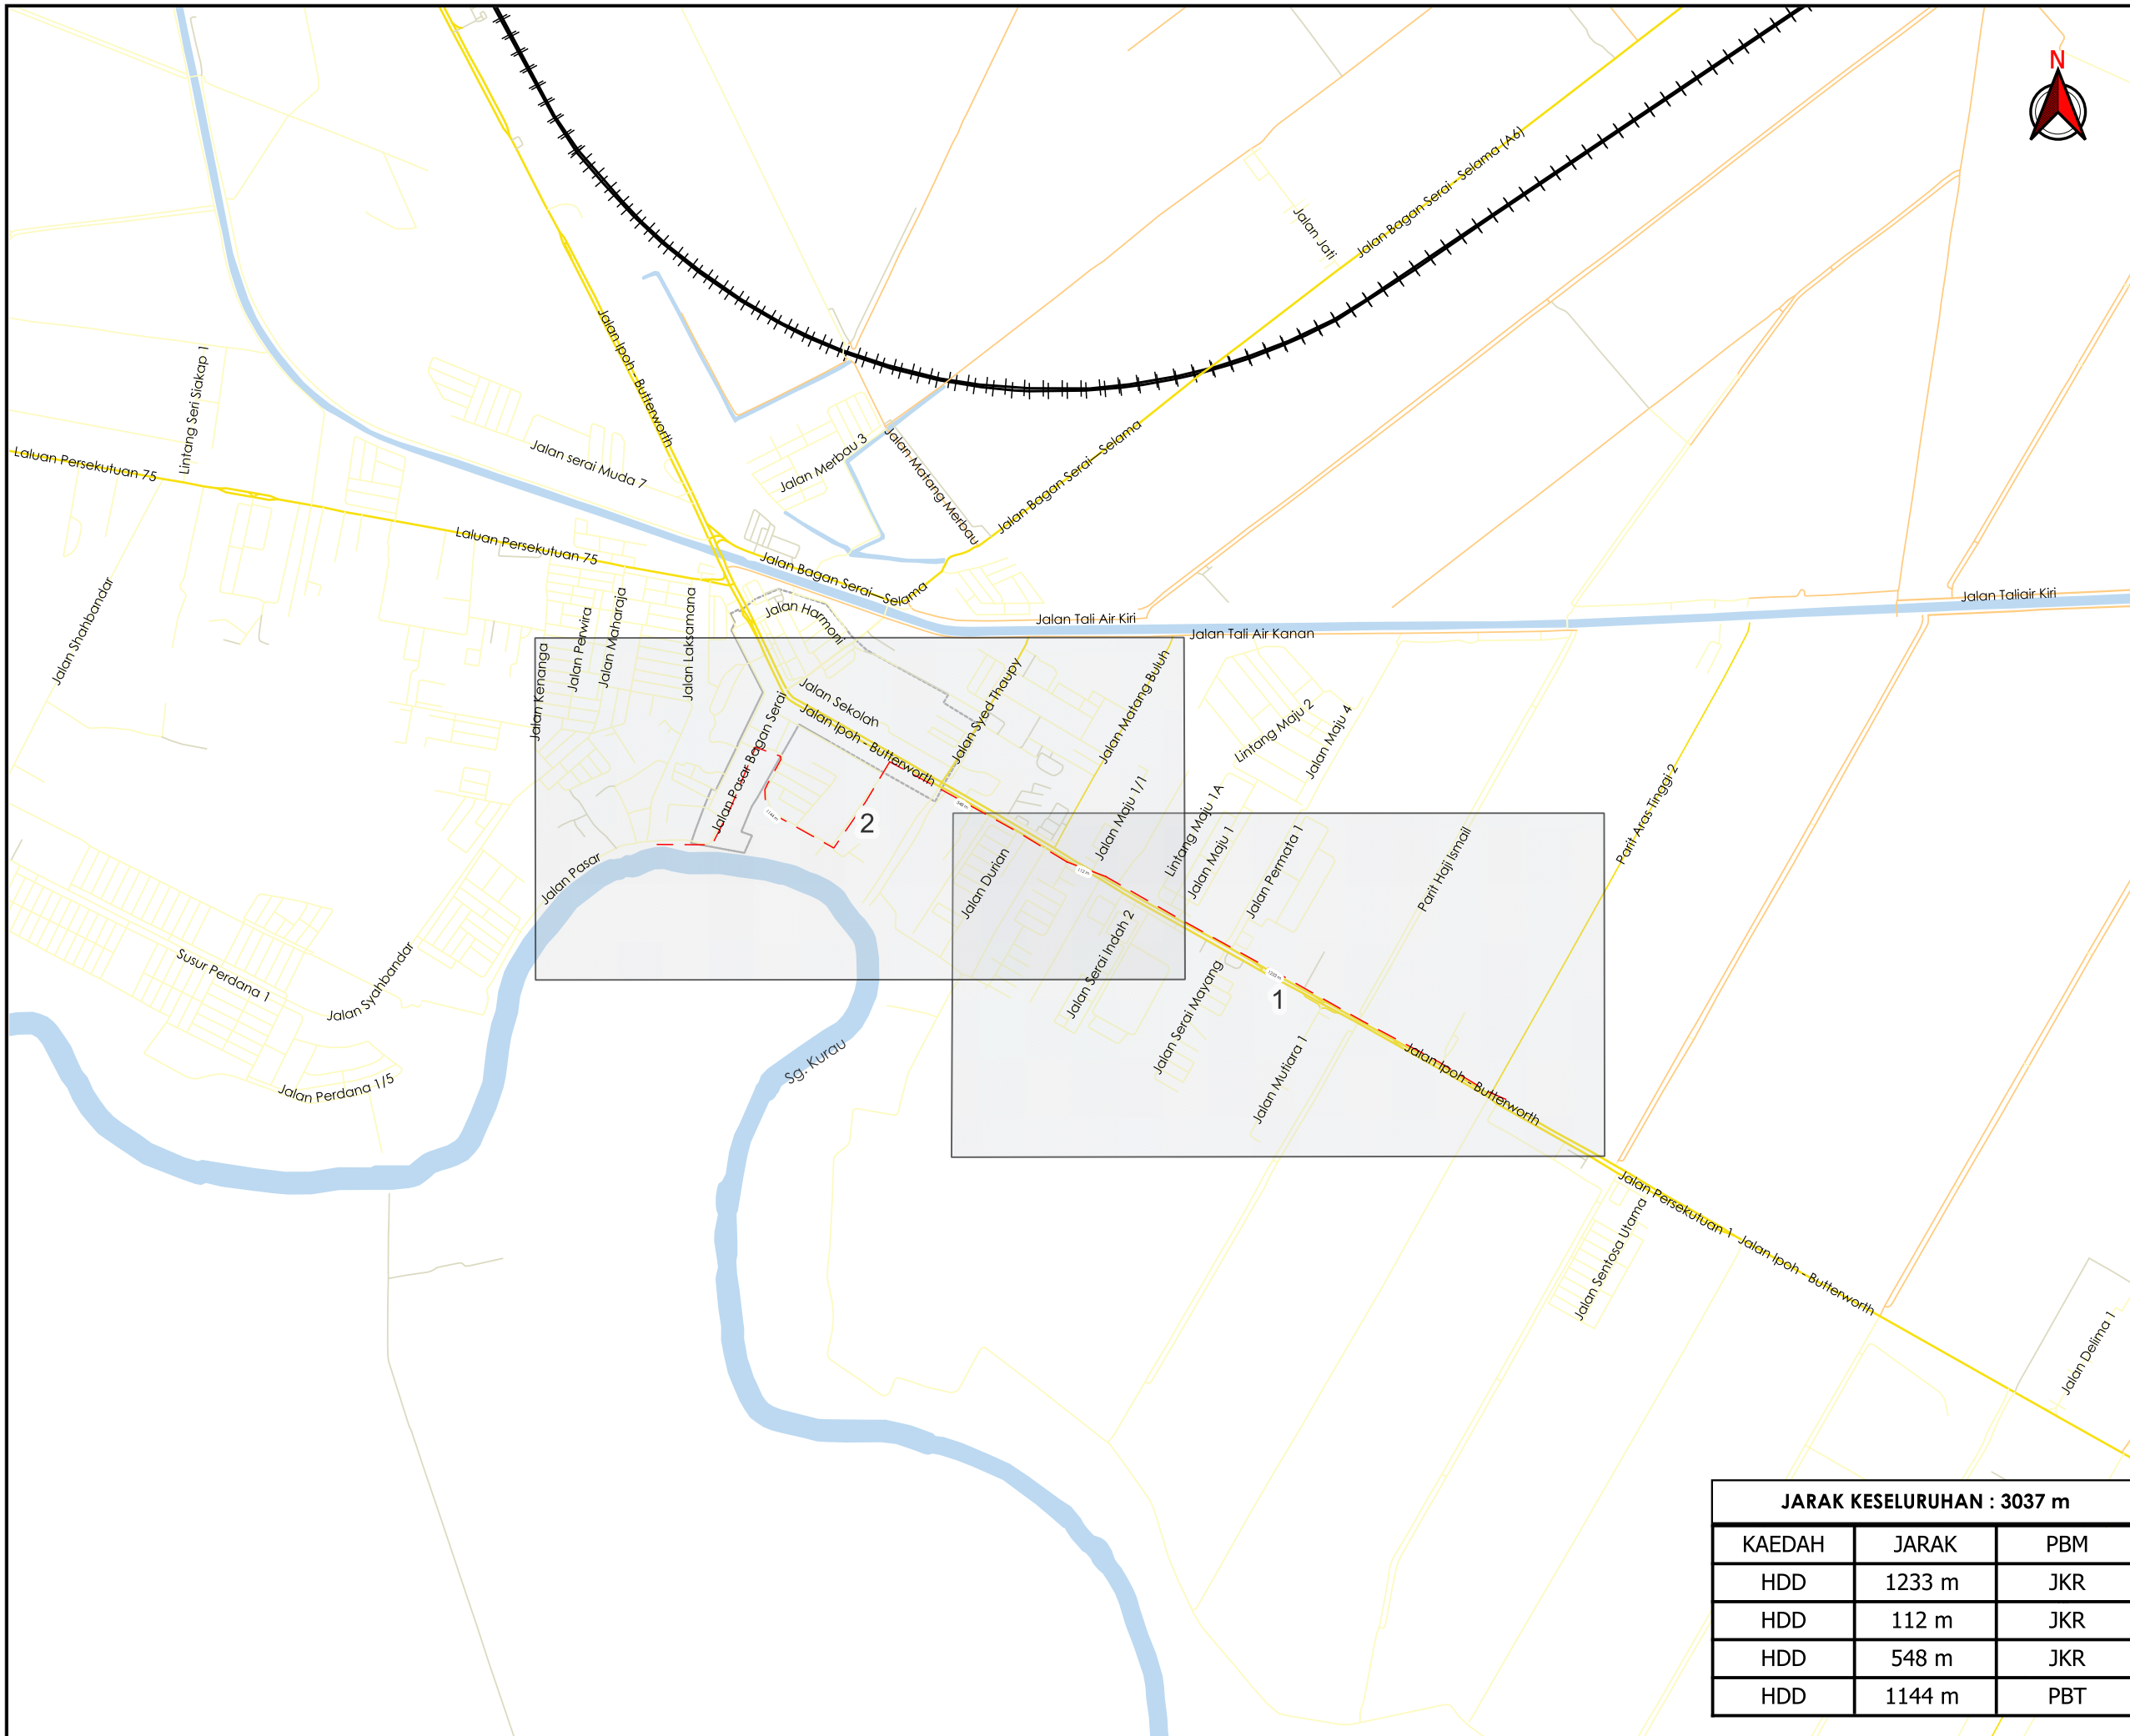 N
Jalan Bagan Serai - Selama (A6)
Jalan Jati
Jalan Ipoh - Butterworth
Lintang Seri Siakap 1
Jalan serai Muda 7
Jalan Merbau 3
Jalan Matang Merbau
Jalan Bagan Serai - Selama
Laluan Persekutuan 75
Laluan Persekutuan 75
Jalan Bagan Serai - Selama
Jalan Shahbandar
Jalan Perwira
Jalan Maharaja
Jalan Laksamana
Jalan Harmoni
Jalan Tali Air Kiri
Jalan Tali Air Kanan
Jalan Taliair Kiri
Jalan Kenanga
Jalan Sekolah
Jalan Ipoh - Butterworth
Jalan Pasar Bagan Serai
Jalan Syed Thaupy
Jalan Matang Buluh
Lintang Maju 2
Jalan Maju 4
Jalan Maju 1/1
Lintang Maju 1A
Jalan Maju 1
Jalan Permata 1
Parit Haji Ismail
Parit Aras Tinggi 2
1144 m
548 m
112 m
1233 m
2
1
Jalan Pasar
Jalan Durian
Jalan Serai Indah 2
Jalan Serai Mayang
Jalan Mutiara 1
Jalan Ipoh - Butterworth
Susur Perdana 1
Jalan Syahbandar
Jalan Perdana 1/5
Sg. Kurau
Jalan Persekutuan 1
Jalan Ipoh - Butterworth
Jalan Sentosa Utama
Jalan Delima 1
JARAK KESELURUHAN : 3037 m
KAEDAH JARAK PBM
HDD 1233 m JKR
HDD 112 m JKR
HDD 548 m JKR
HDD 1144 m PBT